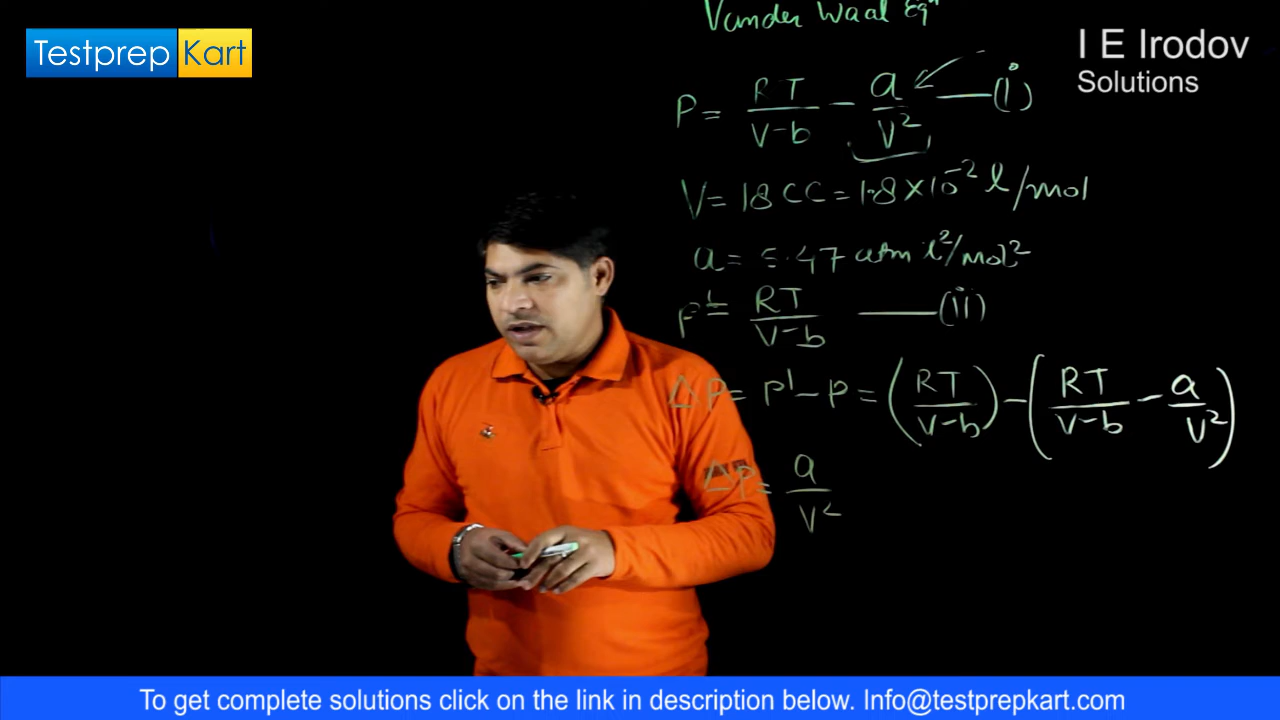 Testprep Kart
I E Irodov
Solutions
Vander Waal Eqⁿ
P = RT/(V-b) - a/V² —(i)
V = 18 CC = 1.8 × 10⁻² l/mol
a = 5.47 atm l²/mol²
P' = RT/(V-b) —(ii)
ΔP = P' - P = (RT/(V-b)) - (RT/(V-b) - a/V²)
ΔP = a/V²
To get complete solutions click on the link in description below. Info@testprepkart.com